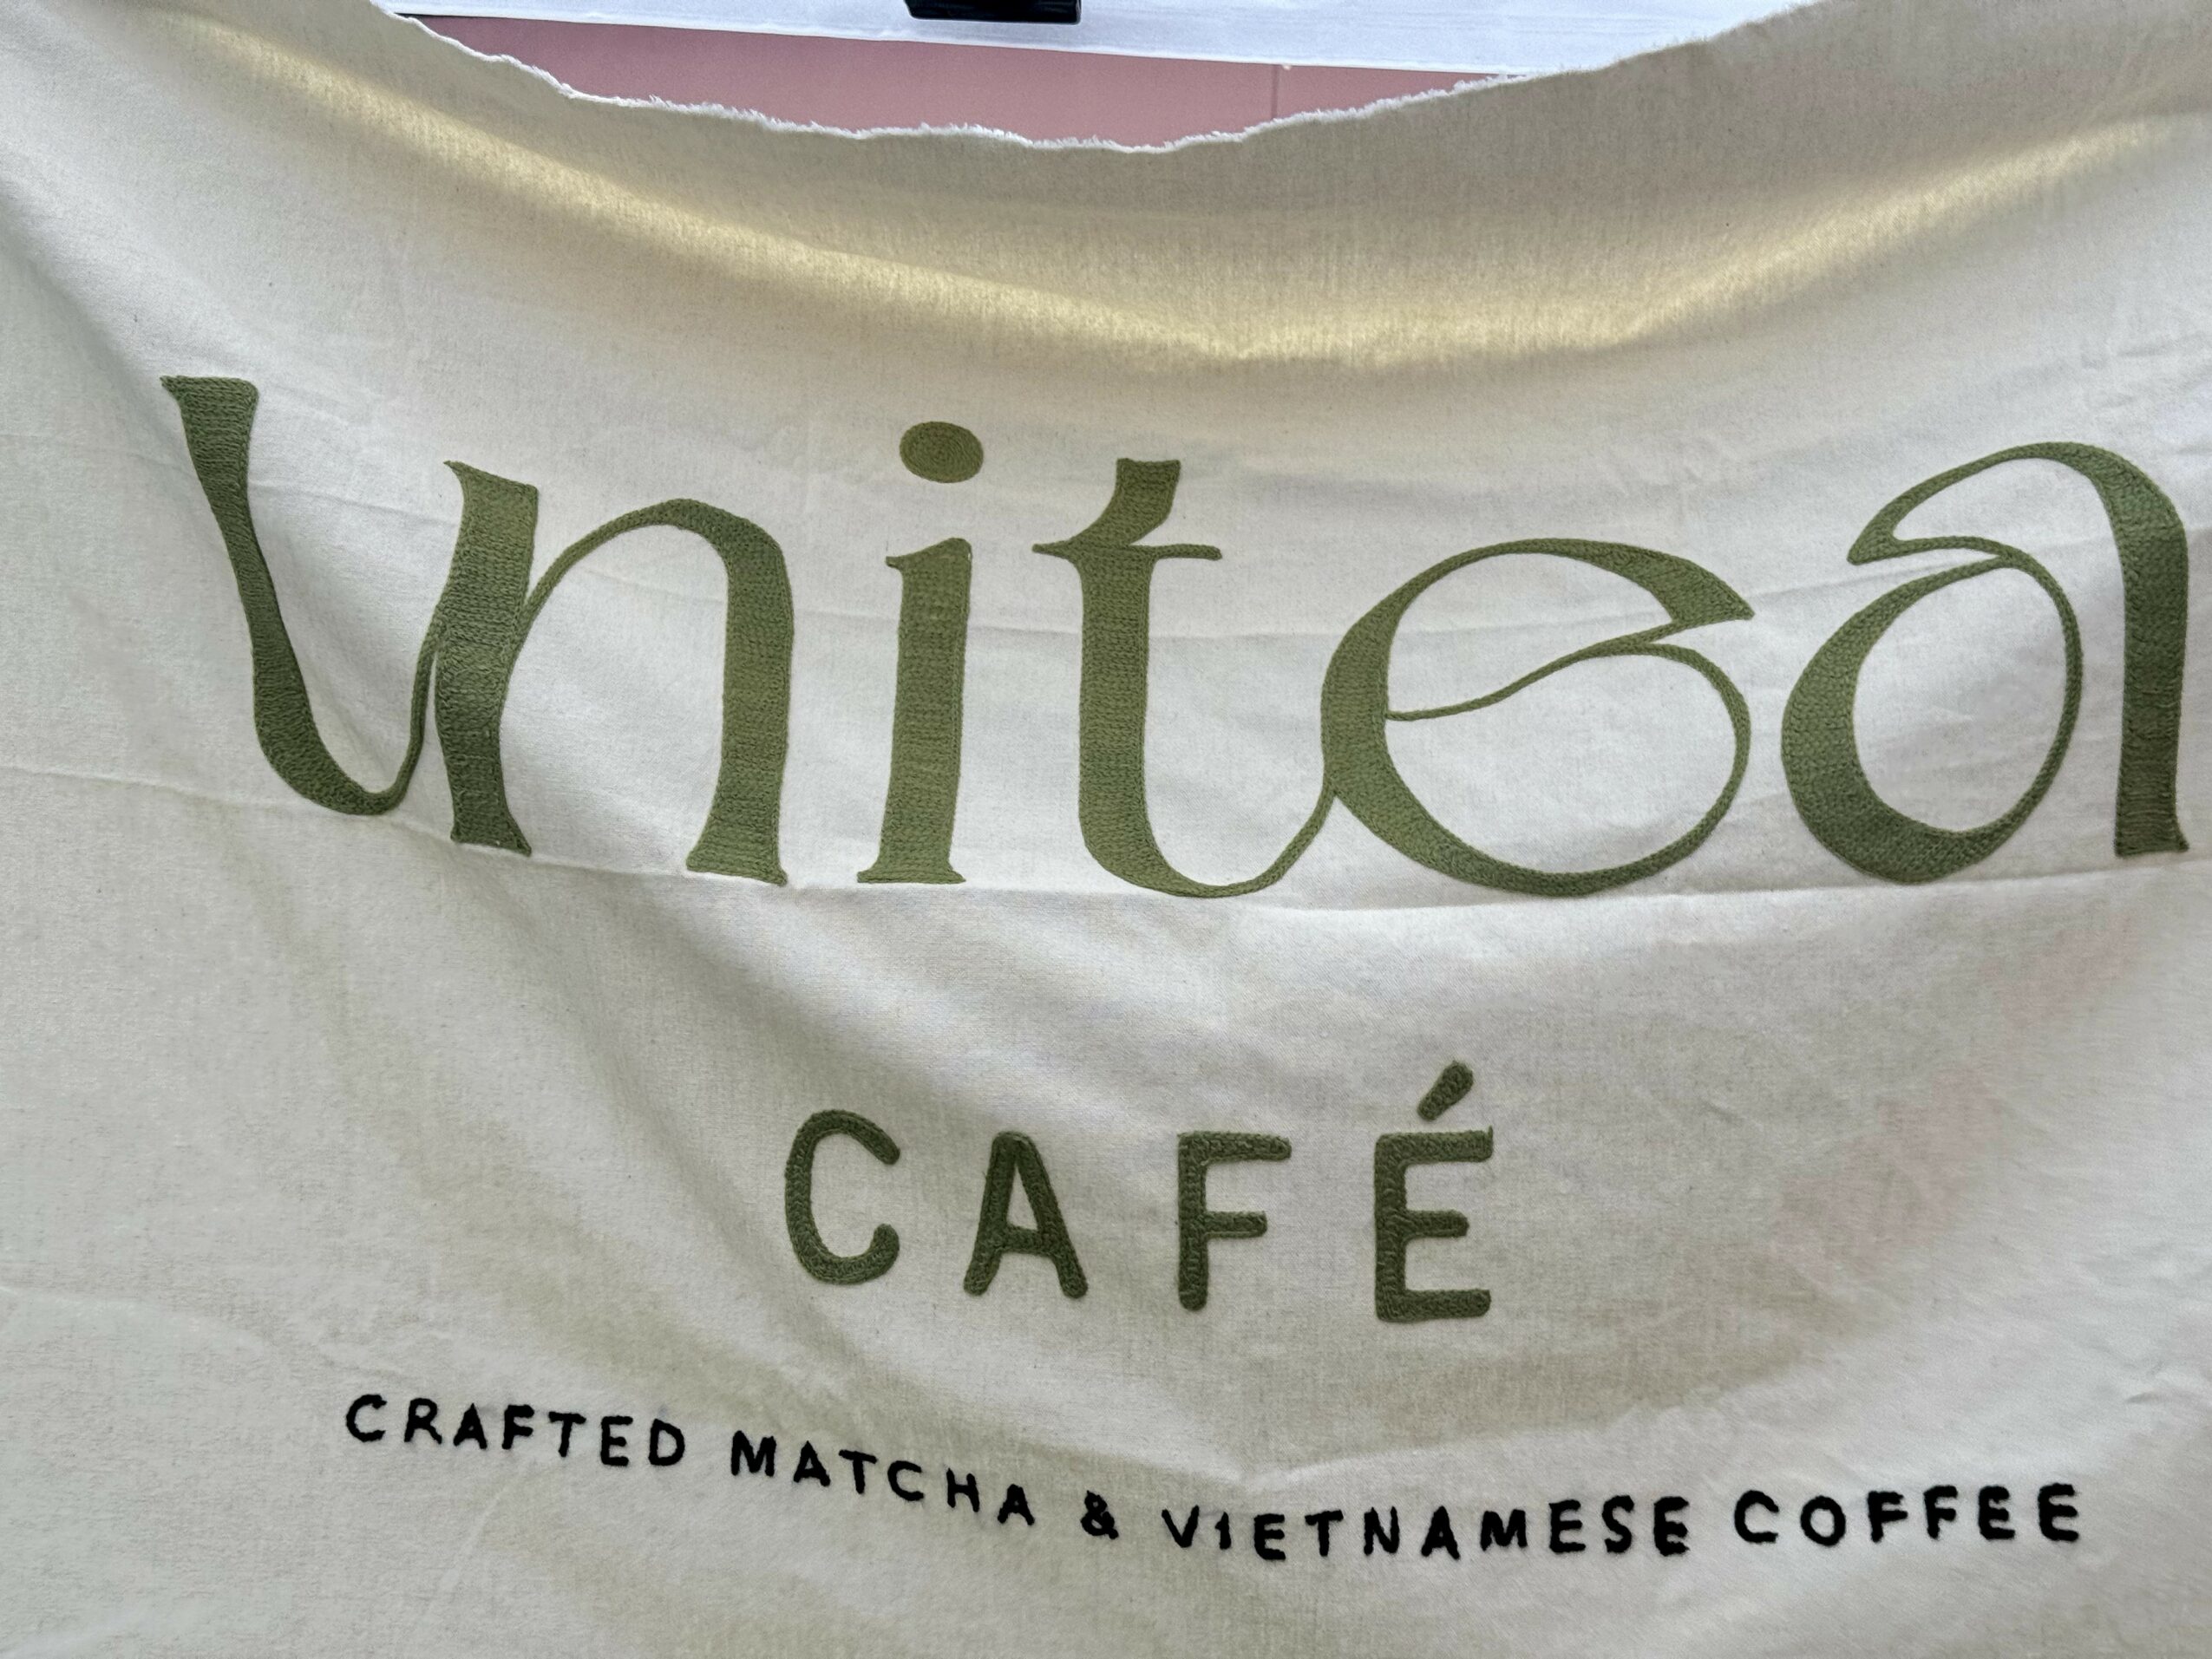 Unitea
CAFÉ
CRAFTED MATCHA & VIETNAMESE COFFEE